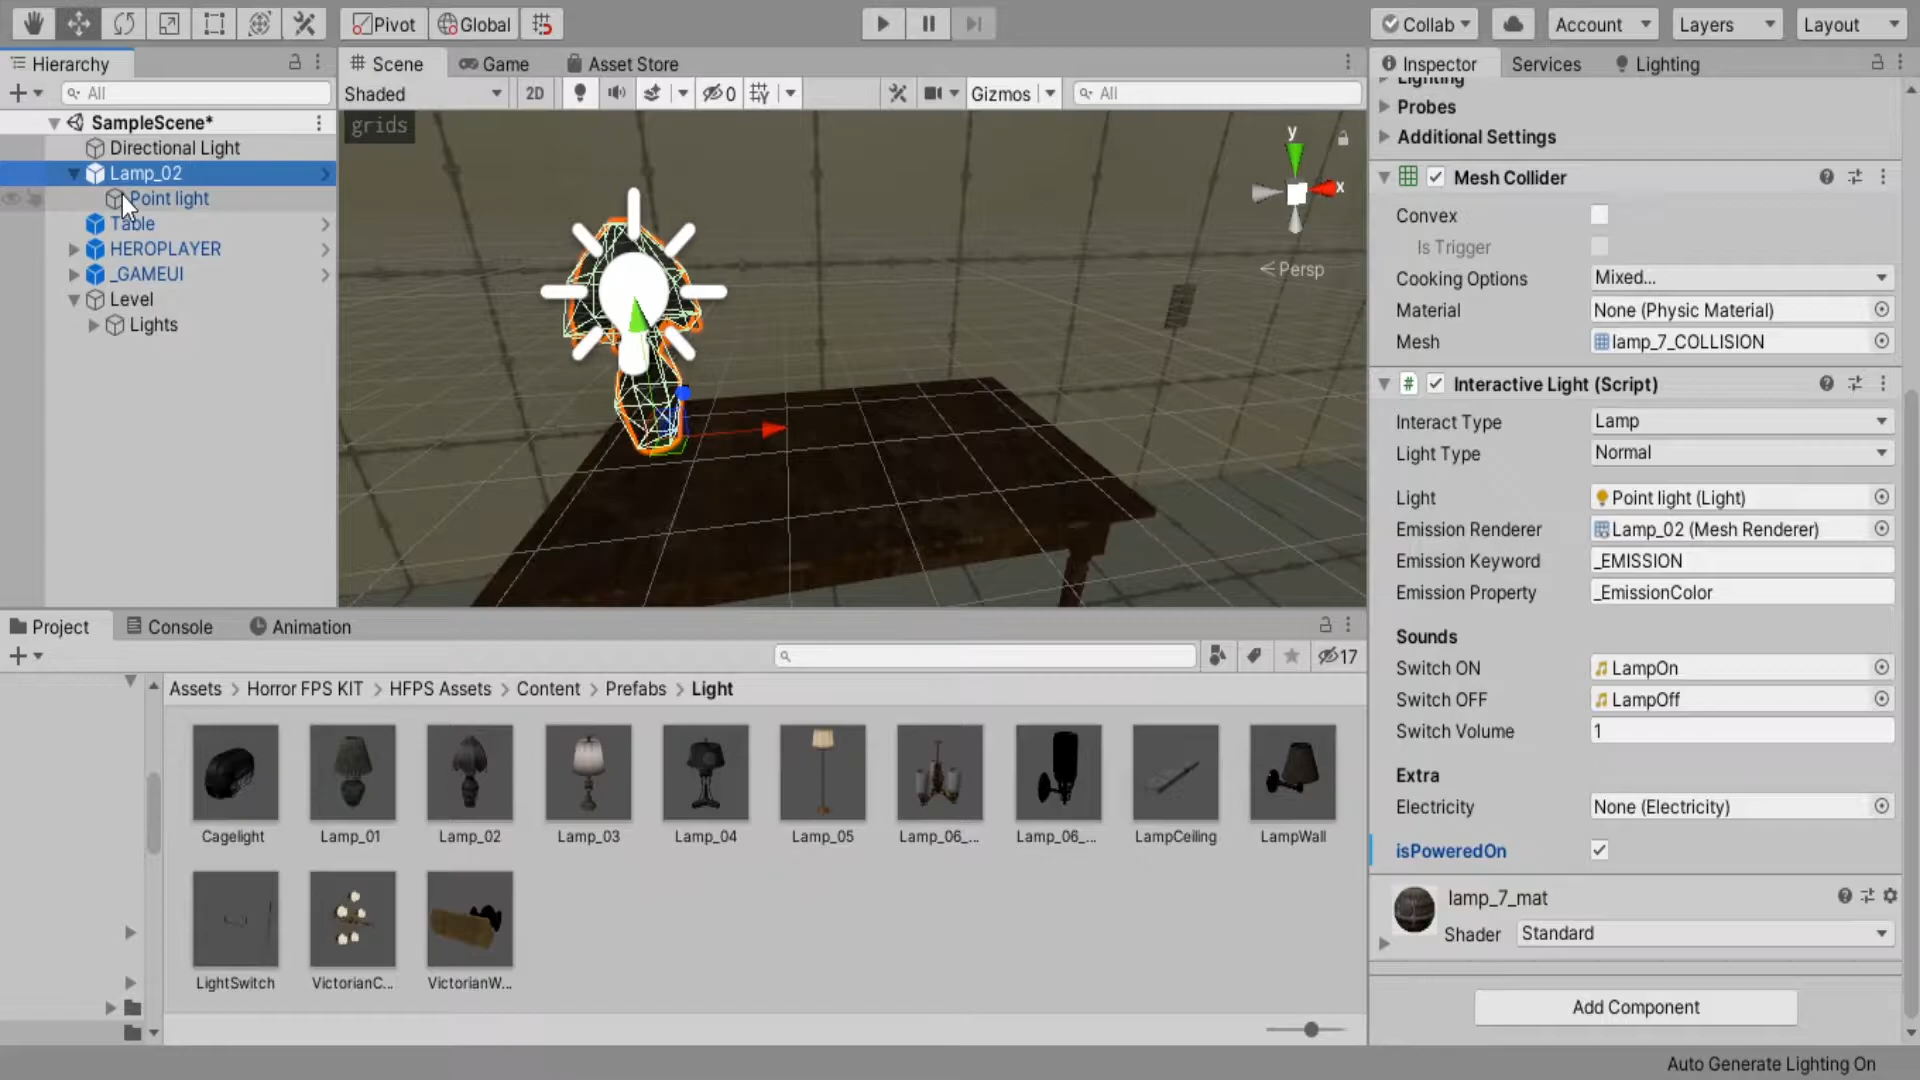 Pivot
Global
Collab
Account
Layers
Layout
Hierarchy
Scene
Game
Asset Store
Inspector
Services
Lighting
All
Shaded
2D
0
Gizmos
All
Lighting
Probes
Additional Settings
SampleScene*
Directional Light
Lamp_02
Point light
Table
HEROPLAYER
_GAMEUI
Level
Lights
grids
y
x
Persp
Mesh Collider
Convex
Is Trigger
Cooking Options
Mixed...
Material
None (Physic Material)
Mesh
lamp_7_COLLISION
Interactive Light (Script)
Interact Type
Lamp
Light Type
Normal
Light
Point light (Light)
Emission Renderer
Lamp_02 (Mesh Renderer)
Emission Keyword
_EMISSION
Emission Property
_EmissionColor
Sounds
Switch ON
LampOn
Switch OFF
LampOff
Switch Volume
1
Extra
Electricity
None (Electricity)
isPoweredOn
lamp_7_mat
Shader
Standard
Add Component
Project
Console
Animation
17
Assets > Horror FPS KIT > HFPS Assets > Content > Prefabs > Light
Cagelight
Lamp_01
Lamp_02
Lamp_03
Lamp_04
Lamp_05
Lamp_06_...
Lamp_06_...
LampCeiling
LampWall
LightSwitch
VictorianC...
VictorianW...
Auto Generate Lighting On